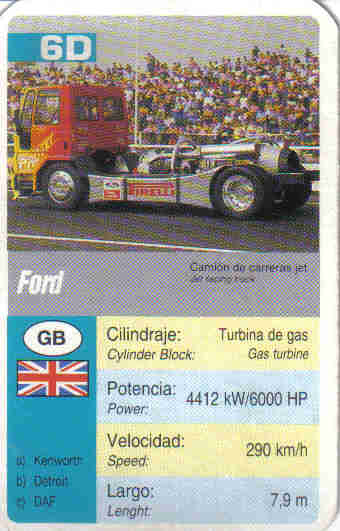 6D
PIRELLI
Ford
Camión de carreras jet
Jet racing truck
GB
Cilindraje: Turbina de gas
Cylinder Block: Gas turbine
Potencia: 4412 kW/6000 HP
Power:
Velocidad: 290 km/h
Speed:
a) Kenworth
b) Detroit
c) DAF
Largo: 7,9 m
Lenght: